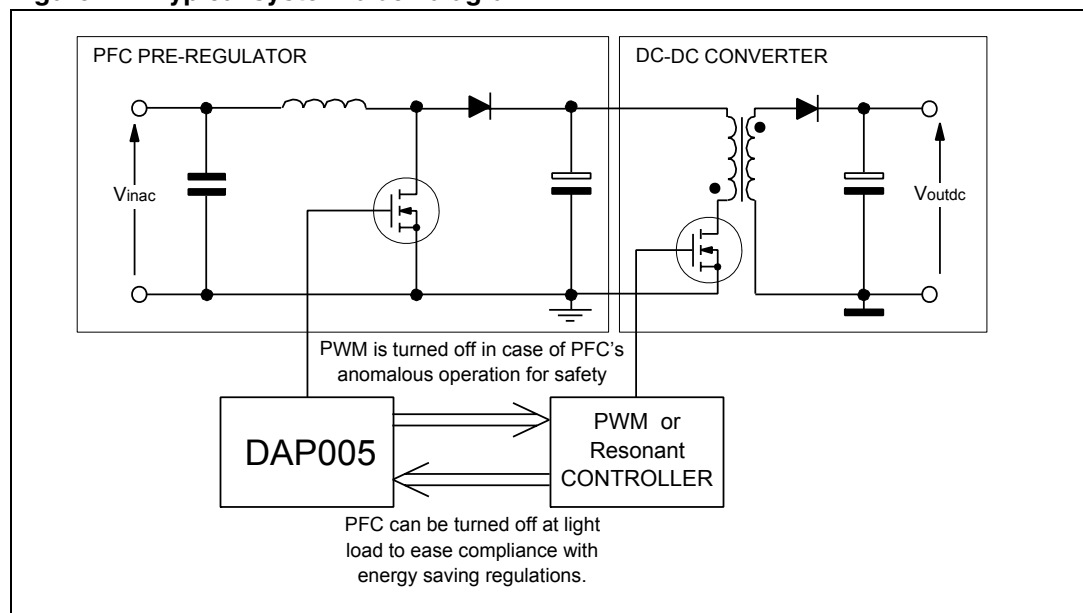 PFC PRE-REGULATOR
DC-DC CONVERTER
Vinac
Voutdc
PWM is turned off in case of PFC's
anomalous operation for safety
DAP005
PWM or
Resonant
CONTROLLER
PFC can be turned off at light
load to ease compliance with
energy saving regulations.